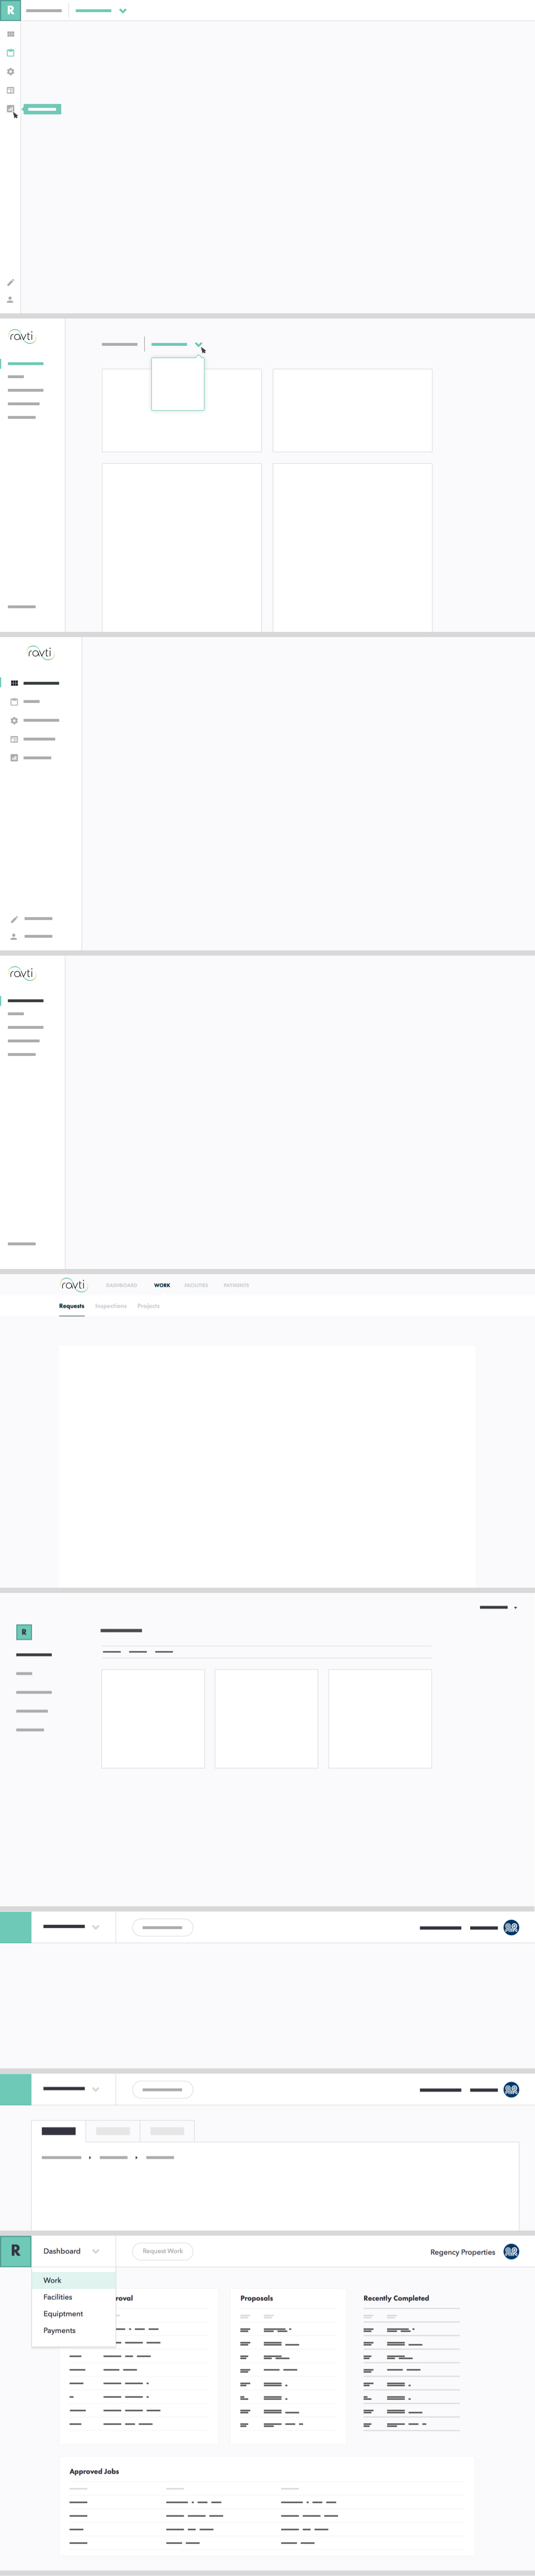 R
ravti
ravti
ravti
ravti DASHBOARD WORK FACILITIES PAYMENTS
Requests Inspections Projects
R
R Dashboard Request Work Regency Properties
Work
Facilities
Equiptment
Payments
roval Proposals Recently Completed
Approved Jobs